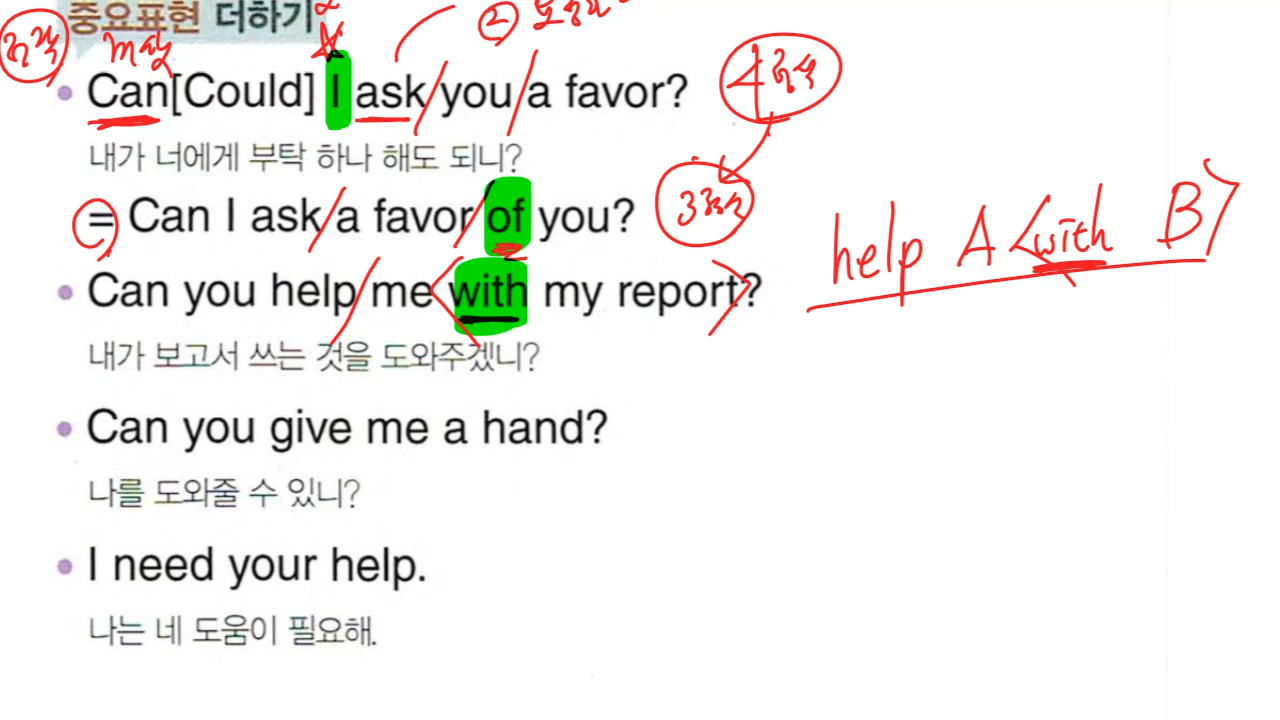 중요표현 더하기
허락 may
• Can[Could] I ask/you/a favor? 4형식
내가 너에게 부탁 하나 해도 되니?
= Can I ask/a favor/of you? 3형식
help A <with B>
• Can you help/me <with my report>?
내가 보고서 쓰는 것을 도와주겠니?
• Can you give me a hand?
나를 도와줄 수 있니?
• I need your help.
나는 네 도움이 필요해.